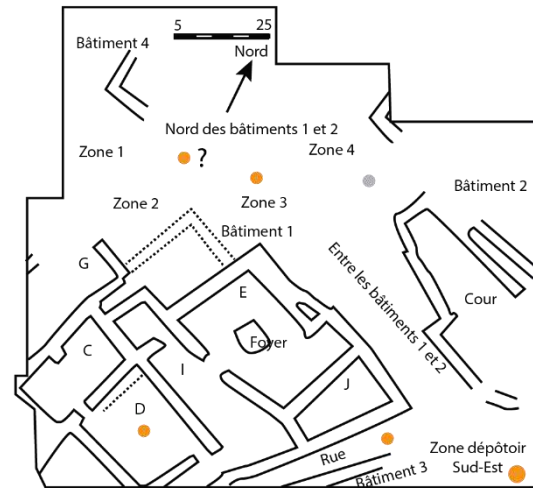 5 25
Bâtiment 4
Nord
Nord des bâtiments 1 et 2
Zone 1
?
Zone 4
Zone 2
Zone 3
Bâtiment 2
Bâtiment 1
G
E
Entre les bâtiments 1 et 2
Cour
C
I
Foyer
J
D
Rue
Bâtiment 3
Zone dépôtoir
Sud-Est